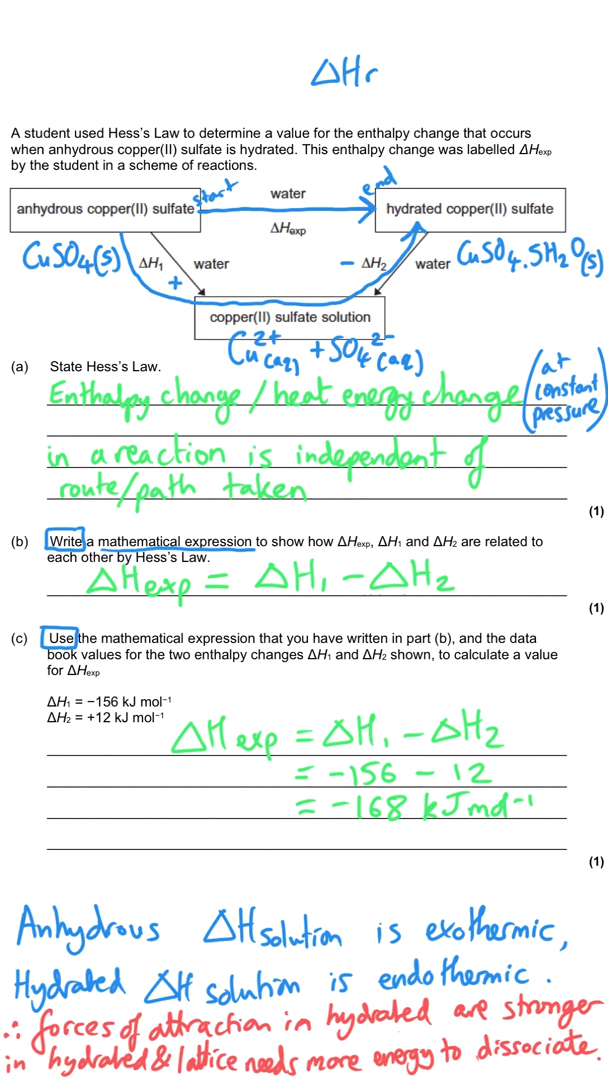 ΔHr
A student used Hess's Law to determine a value for the enthalpy change that occurs
when anhydrous copper(II) sulfate is hydrated. This enthalpy change was labelled ΔHexp
by the student in a scheme of reactions.
start water end
anhydrous copper(II) sulfate hydrated copper(II) sulfate
ΔHexp
CuSO4(s) ΔH1 water − ΔH2 water CuSO4.5H2O(s)
+
copper(II) sulfate solution
Cu2+(aq) + SO42−(aq)
(a) State Hess's Law.
Enthalpy change / heat energy change (at constant pressure)
in a reaction is independent of
route/path taken
(1)
(b) Write a mathematical expression to show how ΔHexp, ΔH1 and ΔH2 are related to
each other by Hess's Law.
ΔHexp = ΔH1 − ΔH2
(1)
(c) Use the mathematical expression that you have written in part (b), and the data
book values for the two enthalpy changes ΔH1 and ΔH2 shown, to calculate a value
for ΔHexp
ΔH1 = −156 kJ mol−1
ΔH2 = +12 kJ mol−1
ΔHexp = ΔH1 − ΔH2
= −156 − 12
= −168 kJmol−1
(1)
Anhydrous ΔHsolution is exothermic,
Hydrated ΔH solution is endothermic.
∴ forces of attraction in hydrated are stronger
in hydrated & lattice needs more energy to dissociate.